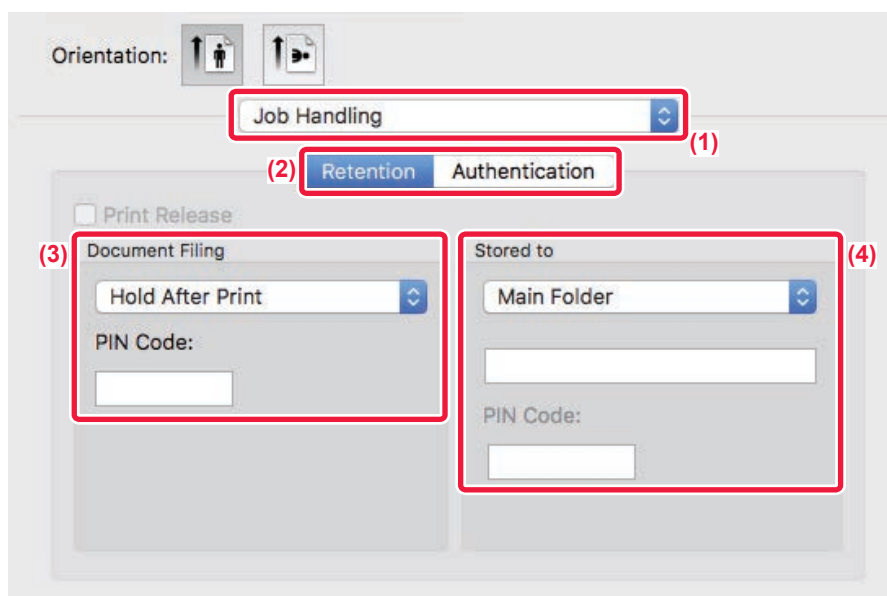 Orientation:
Job Handling
(1)
(2) Retention Authentication
Print Release
(3) Document Filing
Stored to (4)
Hold After Print
Main Folder
PIN Code:
PIN Code: